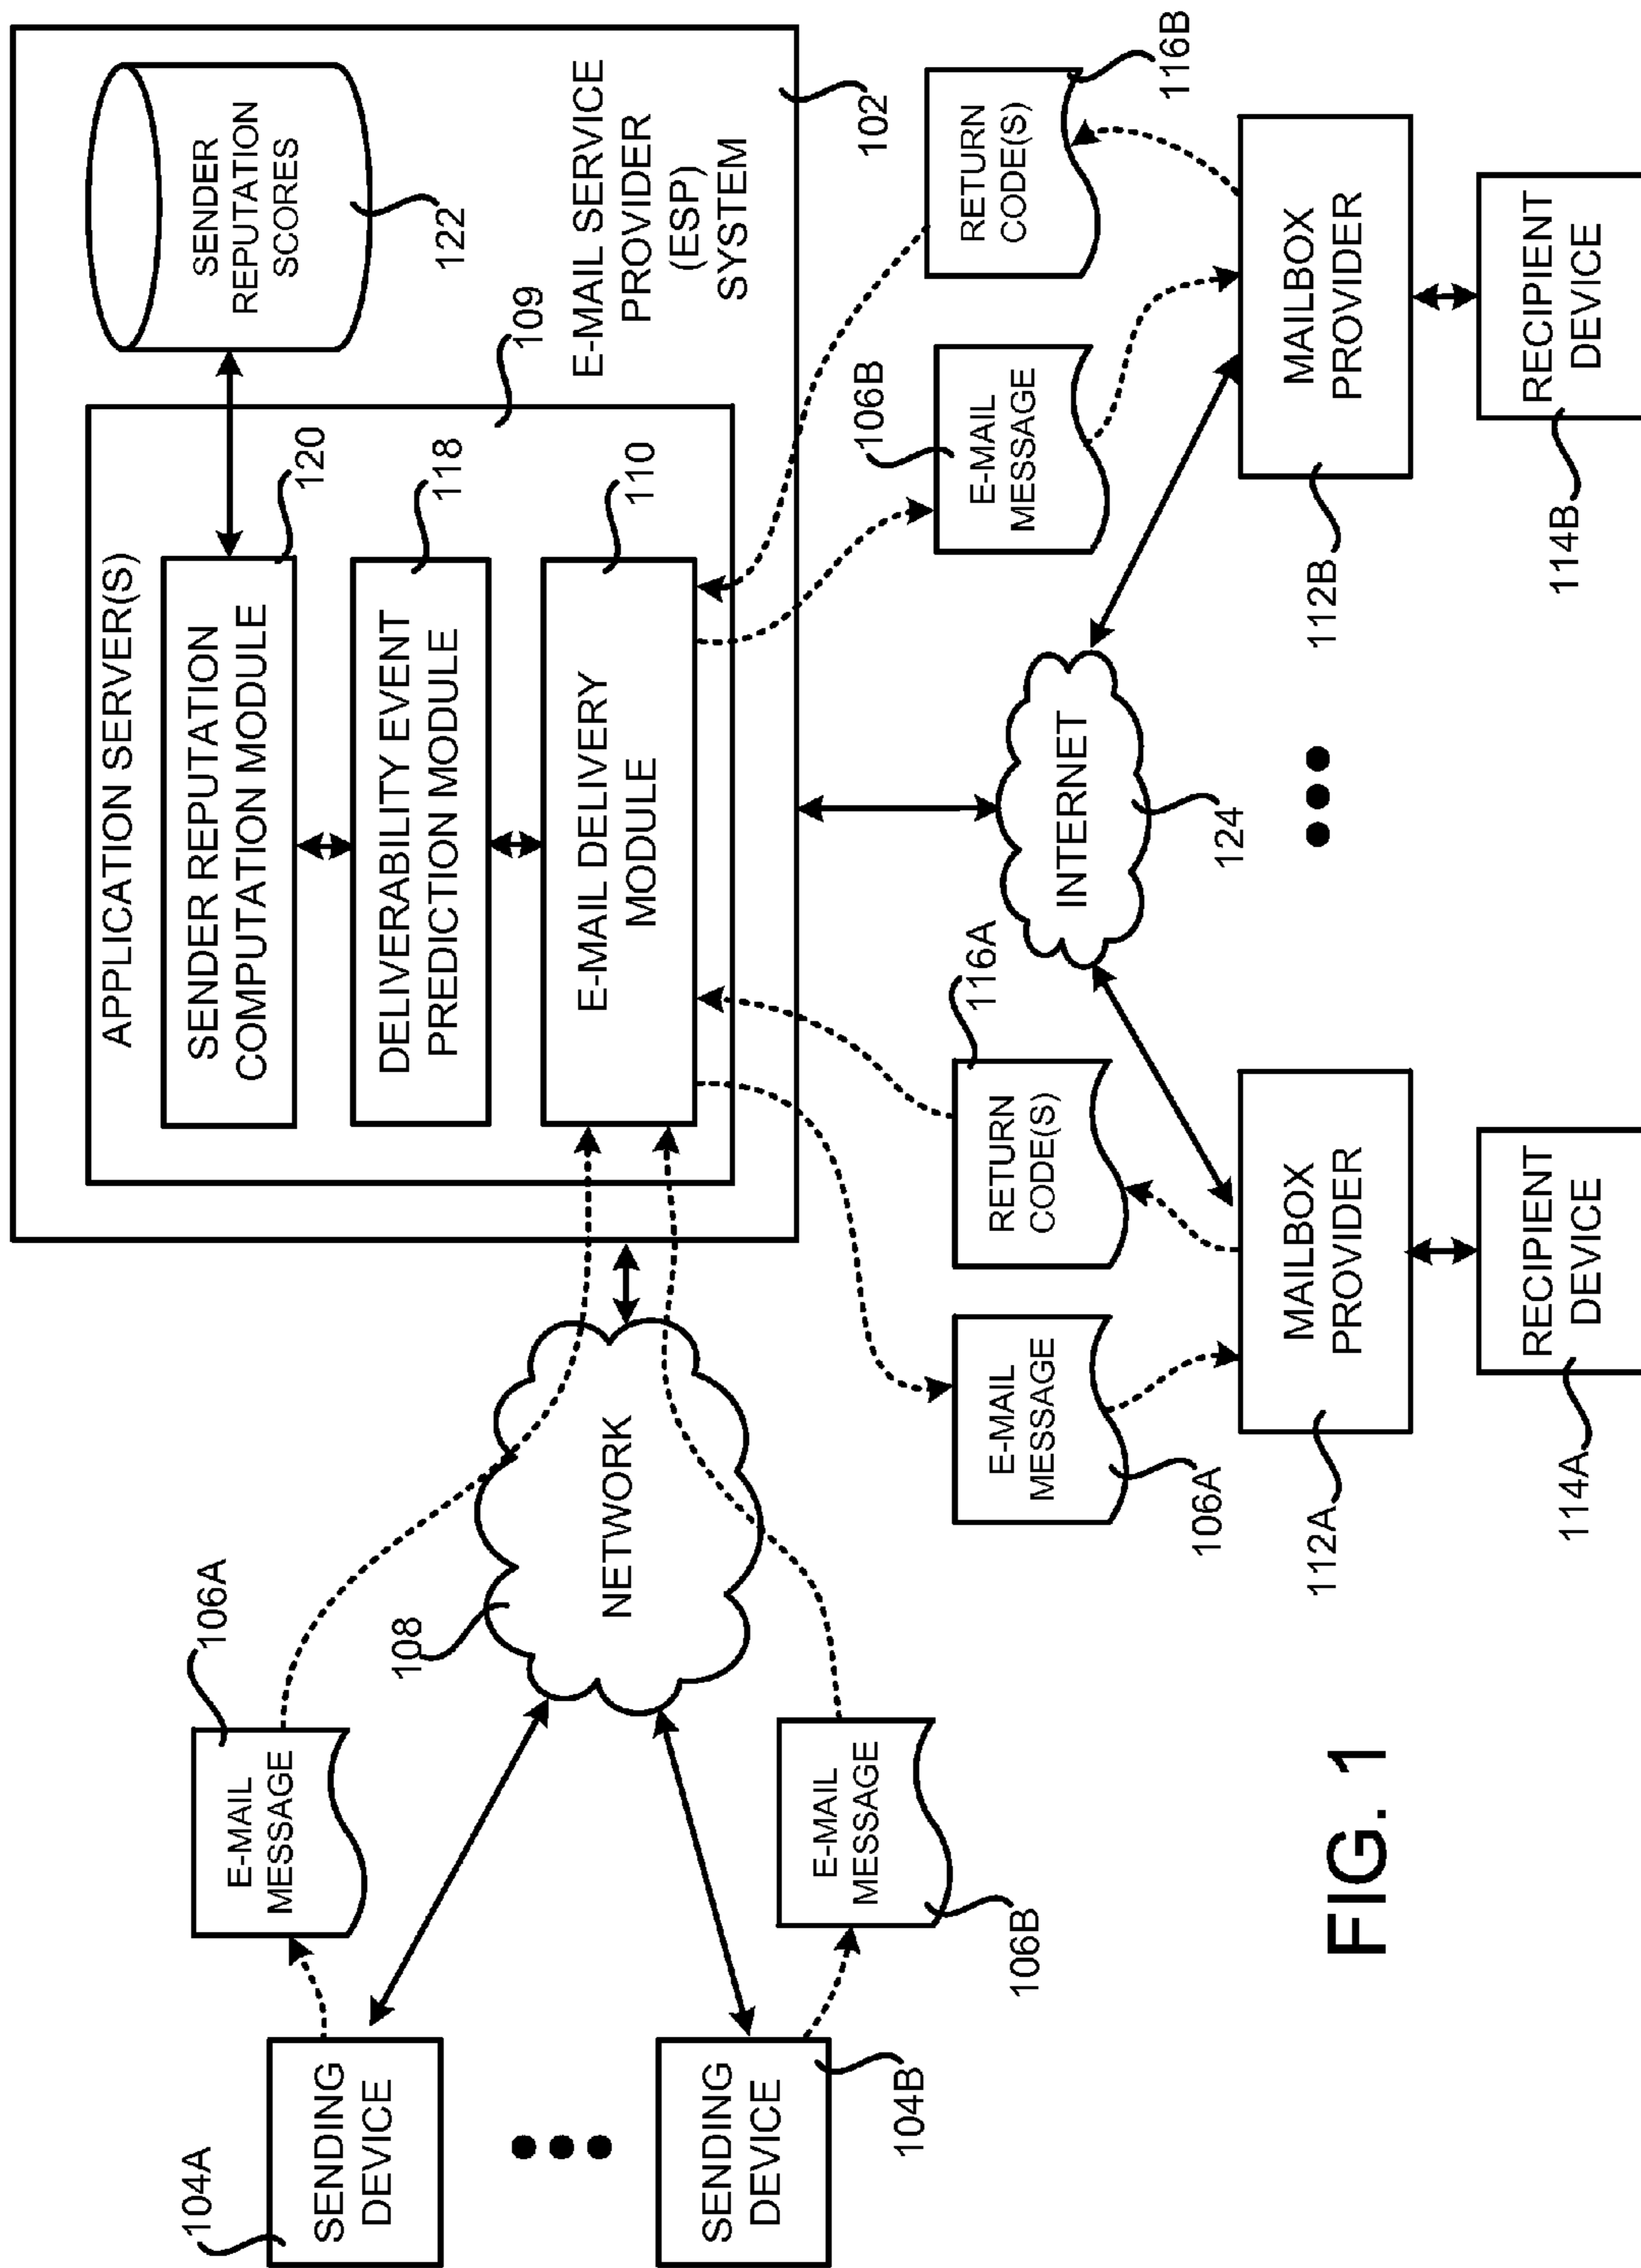 104A
SENDING
DEVICE
SENDING
DEVICE
104B
106A
E-MAIL
MESSAGE
E-MAIL
MESSAGE
106B
108
NETWORK
APPLICATION SERVER(S)
SENDER REPUTATION
COMPUTATION MODULE
120
DELIVERABILITY EVENT
PREDICTION MODULE
118
E-MAIL DELIVERY
MODULE
110
109
SENDER
REPUTATION
SCORES
122
E-MAIL SERVICE
PROVIDER
(ESP)
SYSTEM
102
E-MAIL
MESSAGE
106A
RETURN
CODE(S)
116A
INTERNET
124
106B
E-MAIL
MESSAGE
RETURN
CODE(S)
116B
MAILBOX
PROVIDER
112A
MAILBOX
PROVIDER
112B
RECIPIENT
DEVICE
114A
RECIPIENT
DEVICE
114B
FIG. 1